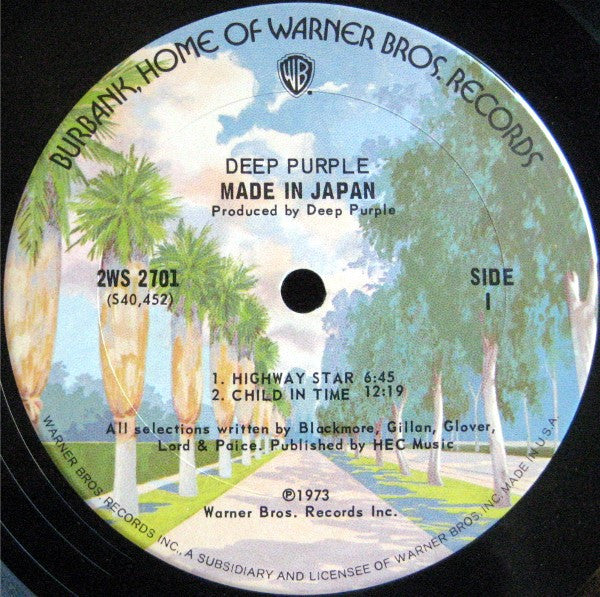 BURBANK, HOME OF WARNER BROS. RECORDS
WB
DEEP PURPLE
MADE IN JAPAN
Produced by Deep Purple
2WS 2701
(S40,452)
SIDE
1
1. HIGHWAY STAR 6:45
2. CHILD IN TIME 12:19
All selections written by Blackmore, Gillan, Glover,
Lord & Paice. Published by HEC Music
℗1973
Warner Bros. Records Inc.
WARNER BROS. RECORDS INC., A SUBSIDIARY AND LICENSEE OF WARNER BROS. INC. MADE IN U.S.A.